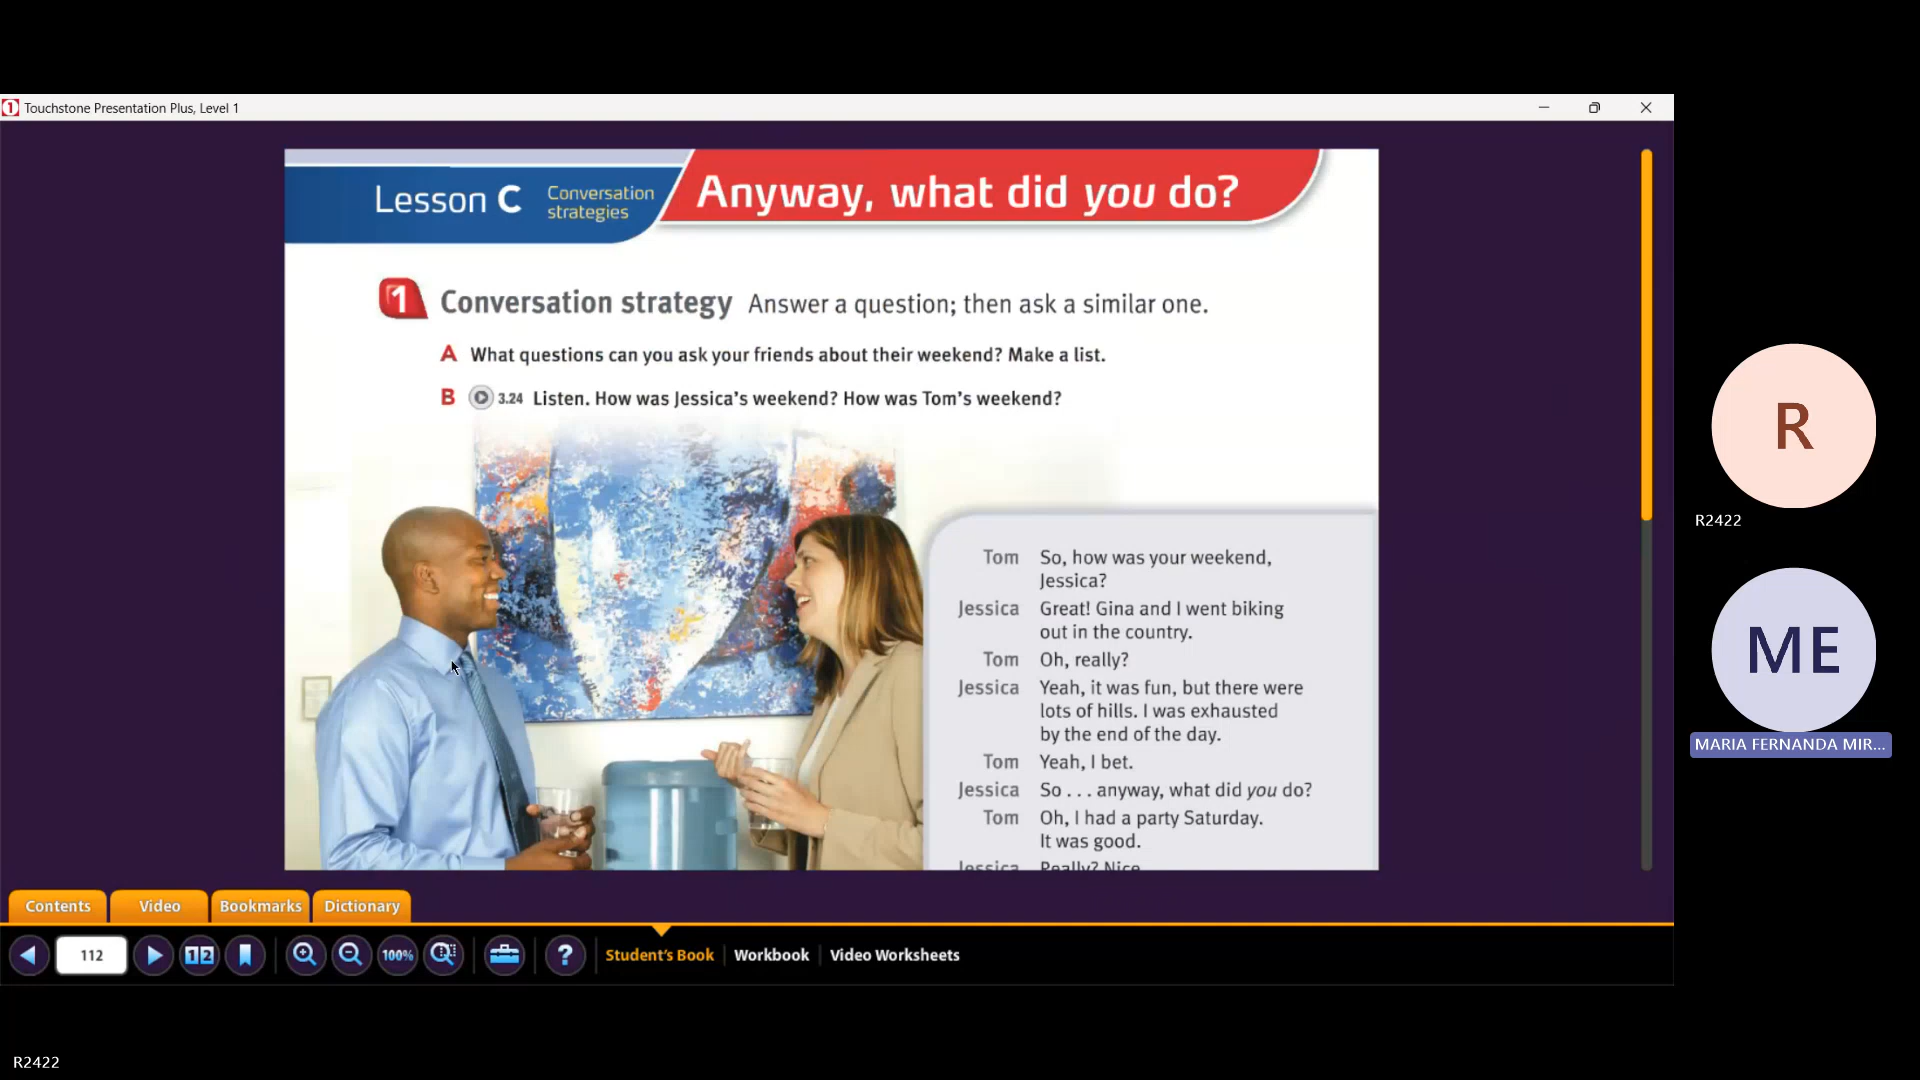 Touchstone Presentation Plus, Level 1
Lesson C
Conversation
strategies
Anyway, what did you do?
1 Conversation strategy Answer a question; then ask a similar one.
A What questions can you ask your friends about their weekend? Make a list.
B 3.24 Listen. How was Jessica's weekend? How was Tom's weekend?
Tom So, how was your weekend,
Jessica?
Jessica Great! Gina and I went biking
out in the country.
Tom Oh, really?
Jessica Yeah, it was fun, but there were
lots of hills. I was exhausted
by the end of the day.
Tom Yeah, I bet.
Jessica So . . . anyway, what did you do?
Tom Oh, I had a party Saturday.
It was good.
Jessica Really? Nice.
R
R2422
ME
MARIA FERNANDA MIR...
Contents Video Bookmarks Dictionary
112 12 100% ? Student's Book Workbook Video Worksheets
R2422